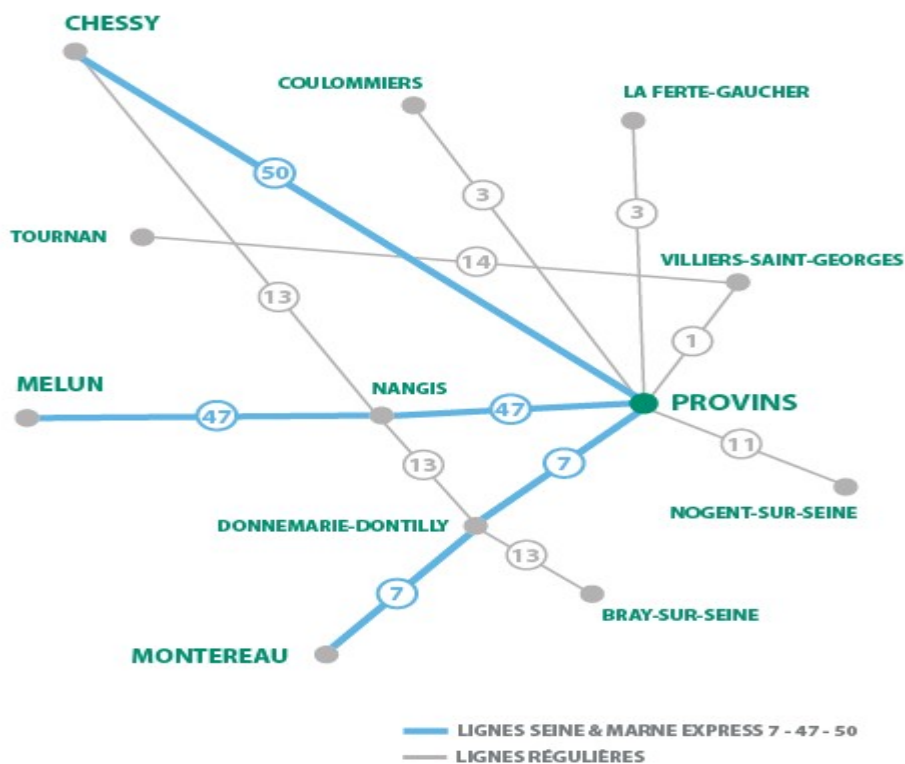 CHESSY
COULOMMIERS
LA FERTE-GAUCHER
50
3
3
TOURNAN
14
VILLIERS-SAINT-GEORGES
13
1
MELUN
NANGIS
PROVINS
47
47
11
7
13
NOGENT-SUR-SEINE
DONNEMARIE-DONTILLY
13
7
BRAY-SUR-SEINE
MONTEREAU
LIGNES SEINE & MARNE EXPRESS 7 - 47 - 50
LIGNES RÉGULIÈRES